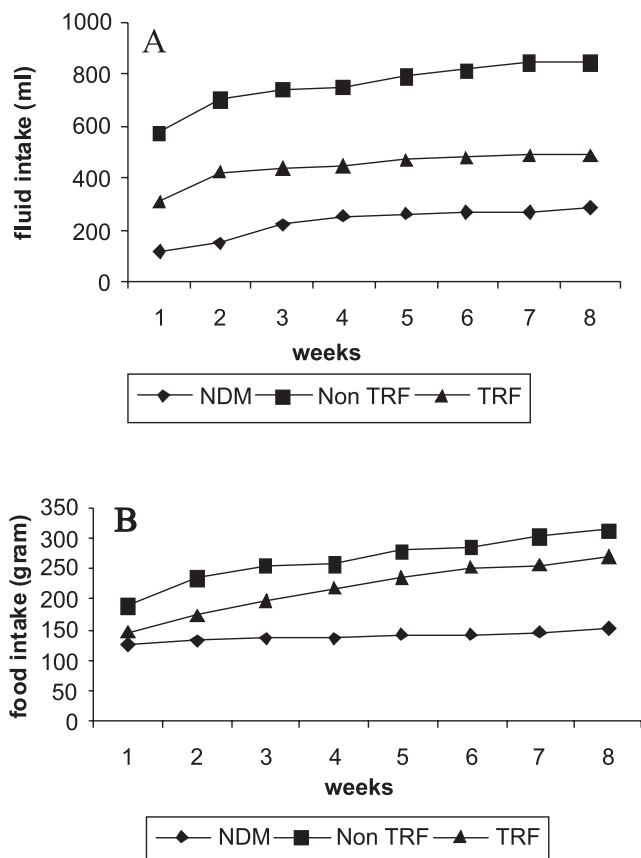 A
fluid intake (ml)
1000
800
600
400
200
0
1 2 3 4 5 6 7 8
weeks
NDM Non TRF TRF
B
food intake (gram)
350
300
250
200
150
100
50
0
1 2 3 4 5 6 7 8
weeks
NDM Non TRF TRF